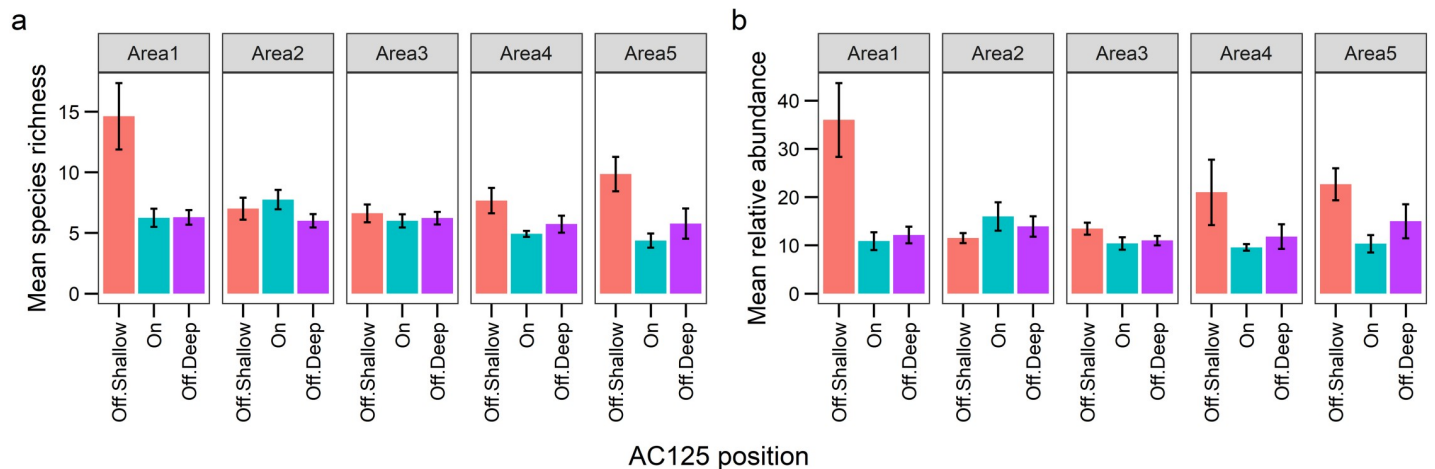 a
Area1 Area2 Area3 Area4 Area5
Mean species richness
15
10
5
0
Off.Shallow On Off.Deep Off.Shallow On Off.Deep Off.Shallow On Off.Deep Off.Shallow On Off.Deep Off.Shallow On Off.Deep
b
Area1 Area2 Area3 Area4 Area5
Mean relative abundance
40
30
20
10
0
Off.Shallow On Off.Deep Off.Shallow On Off.Deep Off.Shallow On Off.Deep Off.Shallow On Off.Deep Off.Shallow On Off.Deep
AC125 position